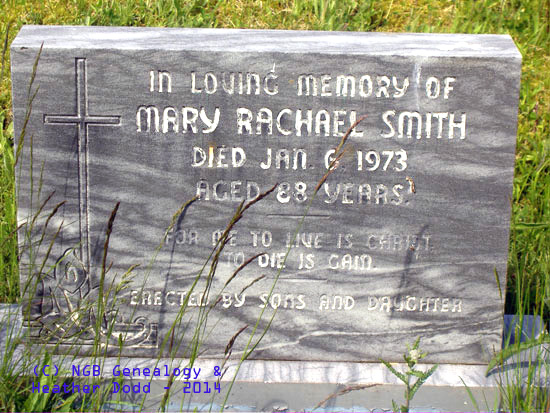 IN LOVING MEMORY OF
MARY RACHAEL SMITH
DIED JAN. 6, 1973
AGED 88 YEARS.
FOR ME TO LIVE IS CHRIST,
TO DIE IS GAIN.
ERECTED BY SONS AND DAUGHTER
(C) NGB Genealogy &
Heather Dodd - 2014